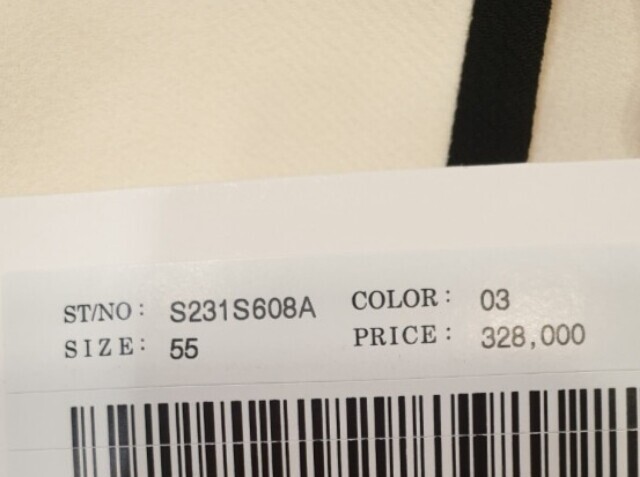 ST/NO: S231S608A COLOR: 03
SIZE: 55 PRICE: 328,000